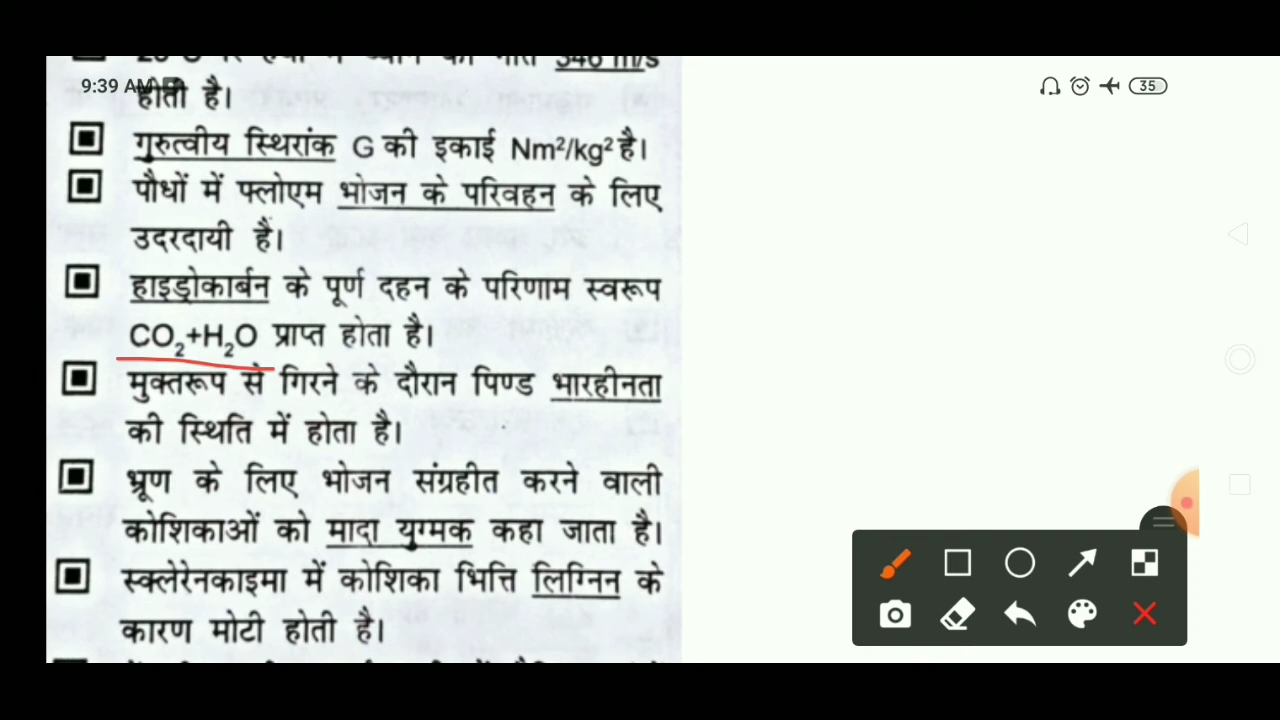 346 m/s
9:39 AM
35
होती है।
गुरुत्वीय स्थिरांक G की इकाई Nm²/kg² है।
पौधों में फ्लोएम भोजन के परिवहन के लिए
उदरदायी हैं।
हाइड्रोकार्बन के पूर्ण दहन के परिणाम स्वरूप
CO₂+H₂O प्राप्त होता है।
मुक्तरूप से गिरने के दौरान पिण्ड भारहीनता
की स्थिति में होता है।
भ्रूण के लिए भोजन संग्रहीत करने वाली
कोशिकाओं को मादा युग्मक कहा जाता है।
स्क्लेरेनकाइमा में कोशिका भित्ति लिग्निन के
कारण मोटी होती है।